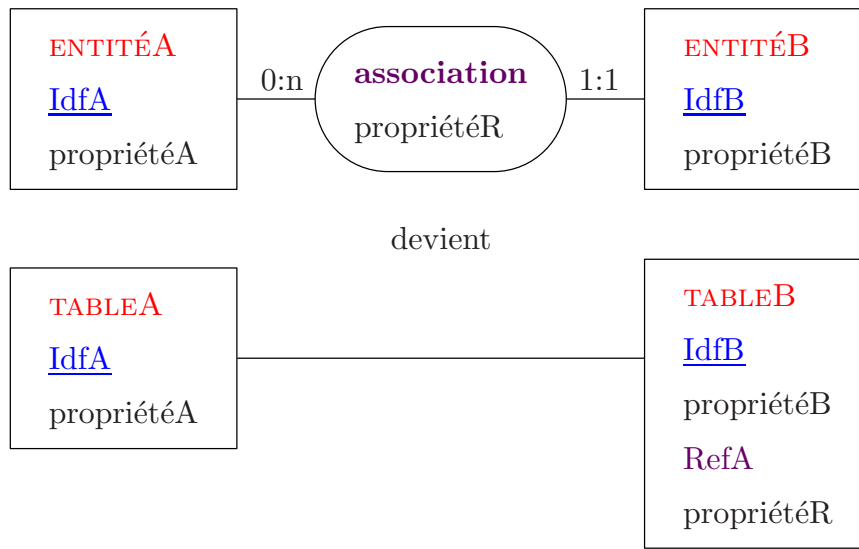 ENTITÉA
IdfA
propriétéA
0:n
association
propriétéR
1:1
ENTITÉB
IdfB
propriétéB
devient
TABLEA
IdfA
propriétéA
TABLEB
IdfB
propriétéB
RefA
propriétéR